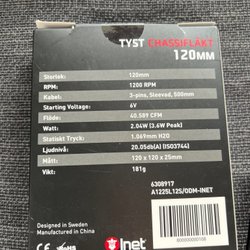 TYST CHASSIFLÄKT
120MM
Storlek: 120mm
RPM: 1200 RPM
Kabel: 3-pins, Sleeved, 500mm
Starting Voltage: 6V
Flöde: 40.589 CFM
Watt: 2.04W (3.6W Peak)
Statiskt Tryck: 1.069mm H2O
Ljudnivå: 20.05db(A) (ISO3744)
Mått: 120 x 120 x 25mm
Vikt: 181g
6308917
A1225L12S/ODM-INET
Designed in Sweden
Manufactured in China
CE RoHS inet